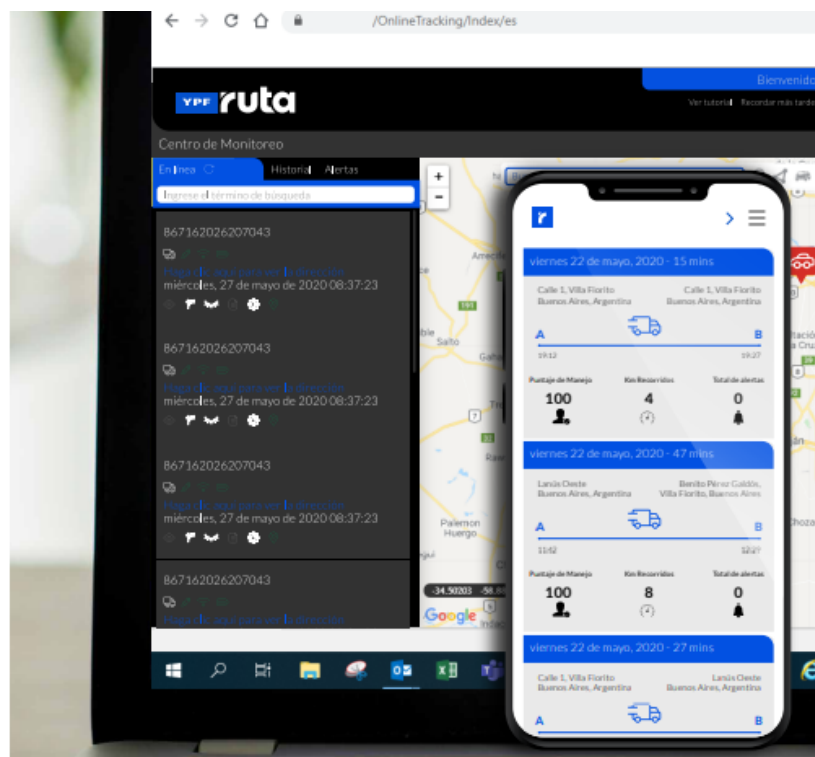 /OnlineTracking/Index/es
Bienvenido
YPF ruta
Ver tutorial Recordar más tarde
Centro de Monitoreo
En línea Historial Alertas
Ingrese el término de búsqueda
867162026207043
Haga clic aquí para ver la dirección
miércoles, 27 de mayo de 2020 08:37:23
867162026207043
Haga clic aquí para ver la dirección
miércoles, 27 de mayo de 2020 08:37:23
867162026207043
Haga clic aquí para ver la dirección
miércoles, 27 de mayo de 2020 08:37:23
867162026207043
Haga clic aquí para ver la dirección
+
-
191
Salto
7
Palemon
Huergo
-34.50203
Google
viernes 22 de mayo, 2020 - 15 mins
Calle 1, Villa Fiorito Calle 1, Villa Fiorito
Buenos Aires, Argentina Buenos Aires, Argentina
A B
19:12 19:27
Puntaje de Manejo Km Recorridos Total de alertas
100 4 0
viernes 22 de mayo, 2020 - 47 mins
Lanús Oeste Benito Pérez Galdós,
Buenos Aires, Argentina Villa Fiorito, Buenos Aires
A B
11:42 12:27
Puntaje de Manejo Km Recorridos Total de alertas
100 8 0
viernes 22 de mayo, 2020 - 27 mins
Calle 1, Villa Fiorito Lanús Oeste
Buenos Aires, Argentina Buenos Aires, Argentina
A B